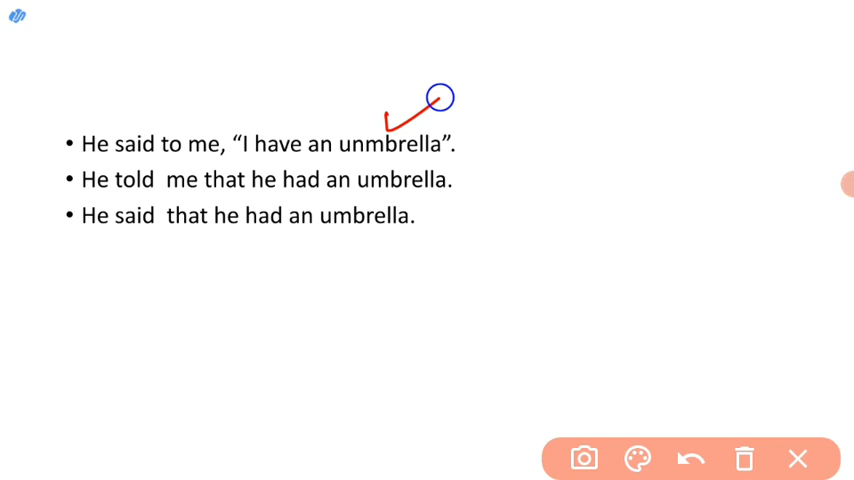 • He said to me, “I have an unmbrella”.
• He told  me that he had an umbrella.
• He said  that he had an umbrella.